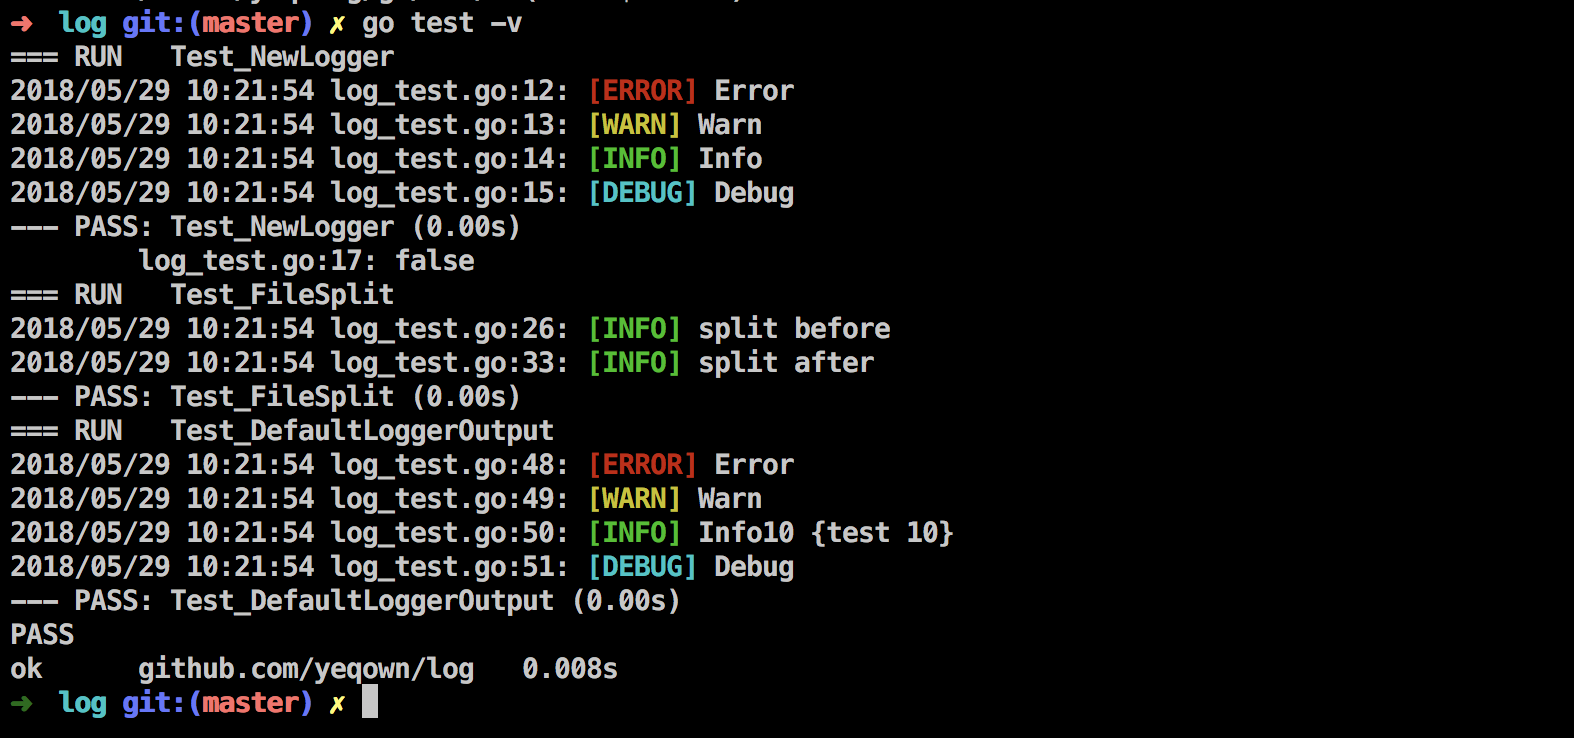 ➜  log git:(master) ✗ go test -v
=== RUN   Test_NewLogger
2018/05/29 10:21:54 log_test.go:12: [ERROR] Error
2018/05/29 10:21:54 log_test.go:13: [WARN] Warn
2018/05/29 10:21:54 log_test.go:14: [INFO] Info
2018/05/29 10:21:54 log_test.go:15: [DEBUG] Debug
--- PASS: Test_NewLogger (0.00s)
        log_test.go:17: false
=== RUN   Test_FileSplit
2018/05/29 10:21:54 log_test.go:26: [INFO] split before
2018/05/29 10:21:54 log_test.go:33: [INFO] split after
--- PASS: Test_FileSplit (0.00s)
=== RUN   Test_DefaultLoggerOutput
2018/05/29 10:21:54 log_test.go:48: [ERROR] Error
2018/05/29 10:21:54 log_test.go:49: [WARN] Warn
2018/05/29 10:21:54 log_test.go:50: [INFO] Info10 {test 10}
2018/05/29 10:21:54 log_test.go:51: [DEBUG] Debug
--- PASS: Test_DefaultLoggerOutput (0.00s)
PASS
ok      github.com/yeqown/log   0.008s
➜  log git:(master) ✗